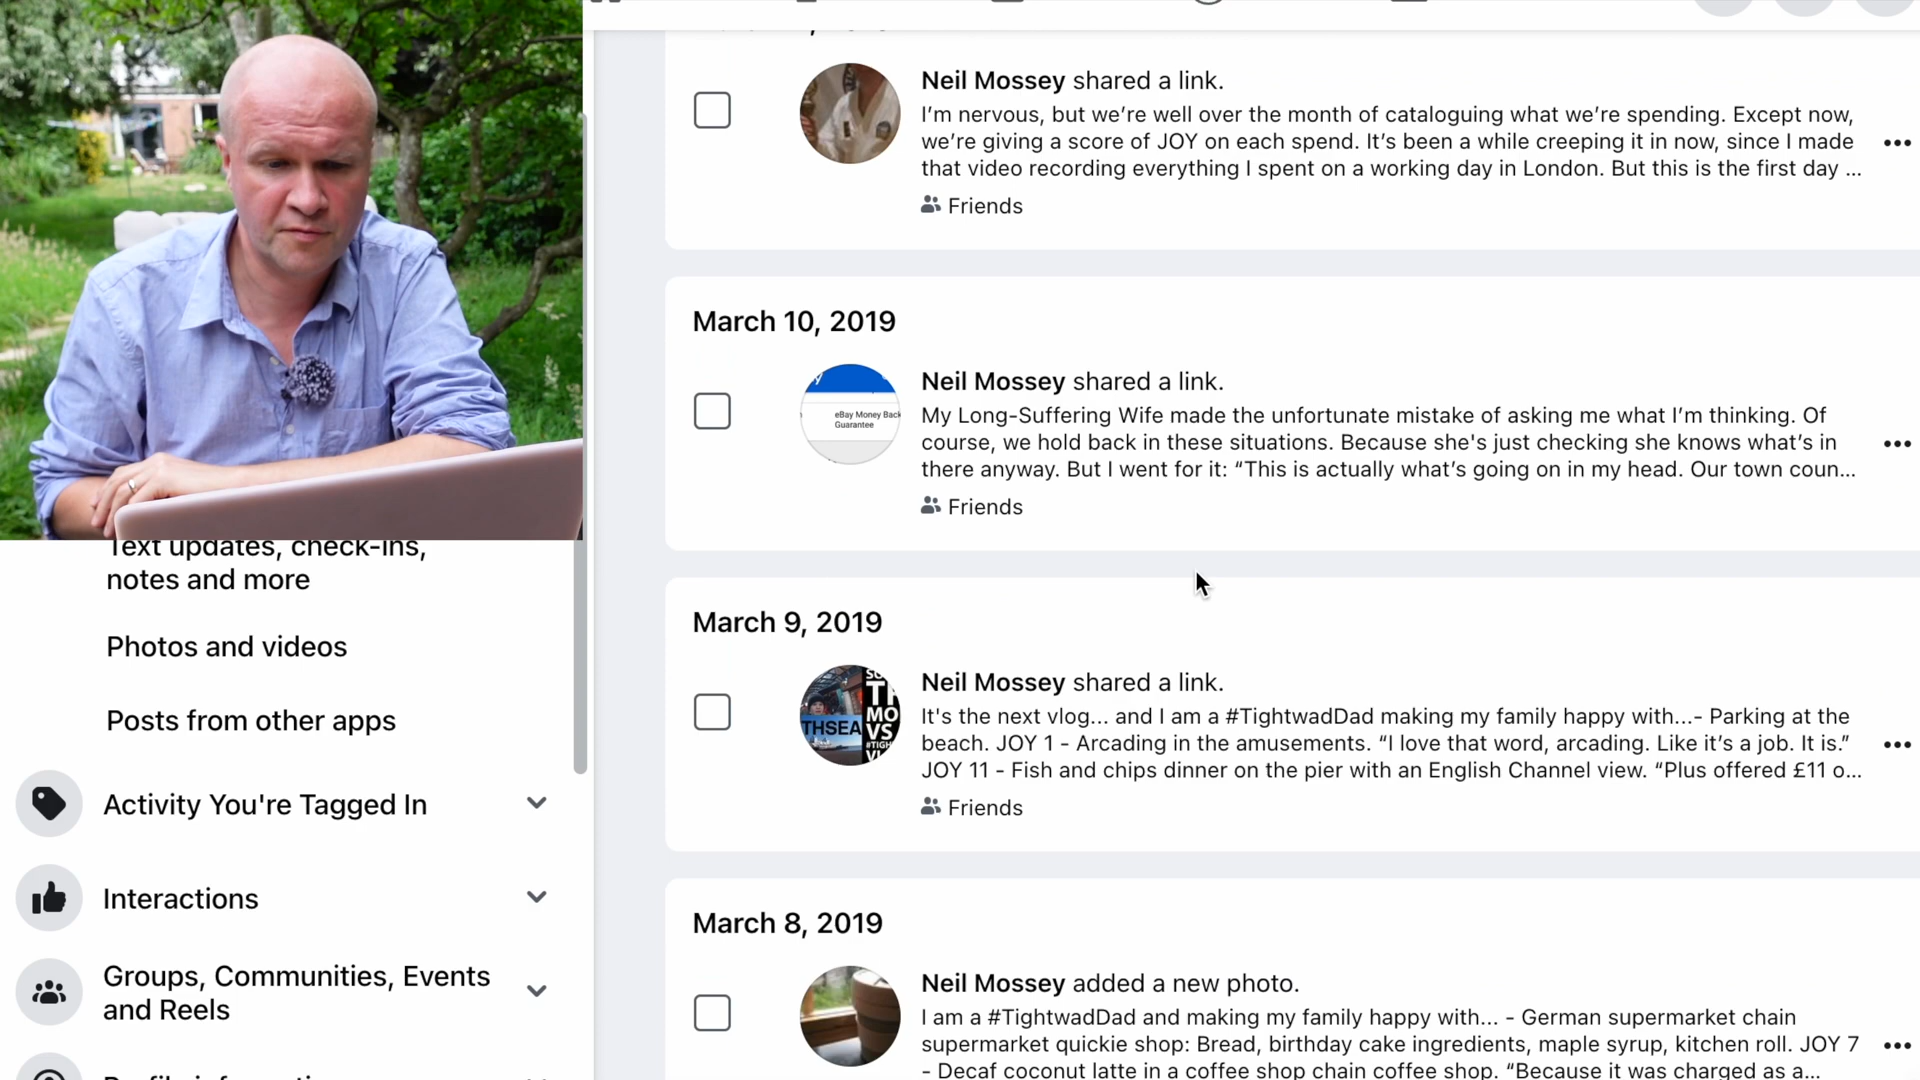 Neil Mossey shared a link.
I’m nervous, but we’re well over the month of cataloguing what we’re spending. Except now,
we’re giving a score of JOY on each spend. It’s been a while creeping it in now, since I made
that video recording everything I spent on a working day in London. But this is the first day ...
Friends
March 10, 2019
Neil Mossey shared a link.
eBay Money Back
Guarantee
My Long-Suffering Wife made the unfortunate mistake of asking me what I’m thinking. Of
course, we hold back in these situations. Because she's just checking she knows what’s in
there anyway. But I went for it: “This is actually what’s going on in my head. Our town coun...
Friends
March 9, 2019
Neil Mossey shared a link.
THSEA
MO
VS
It's the next vlog... and I am a #TightwadDad making my family happy with...- Parking at the
beach. JOY 1 - Arcading in the amusements. “I love that word, arcading. Like it’s a job. It is.”
JOY 11 - Fish and chips dinner on the pier with an English Channel view. “Plus offered £11 o...
Friends
March 8, 2019
Neil Mossey added a new photo.
I am a #TightwadDad and making my family happy with... - German supermarket chain
supermarket quickie shop: Bread, birthday cake ingredients, maple syrup, kitchen roll. JOY 7
- Decaf coconut latte in a coffee shop chain coffee shop. “Because it was charged as a...
Text updates, check-ins,
notes and more
Photos and videos
Posts from other apps
Activity You're Tagged In
Interactions
Groups, Communities, Events
and Reels